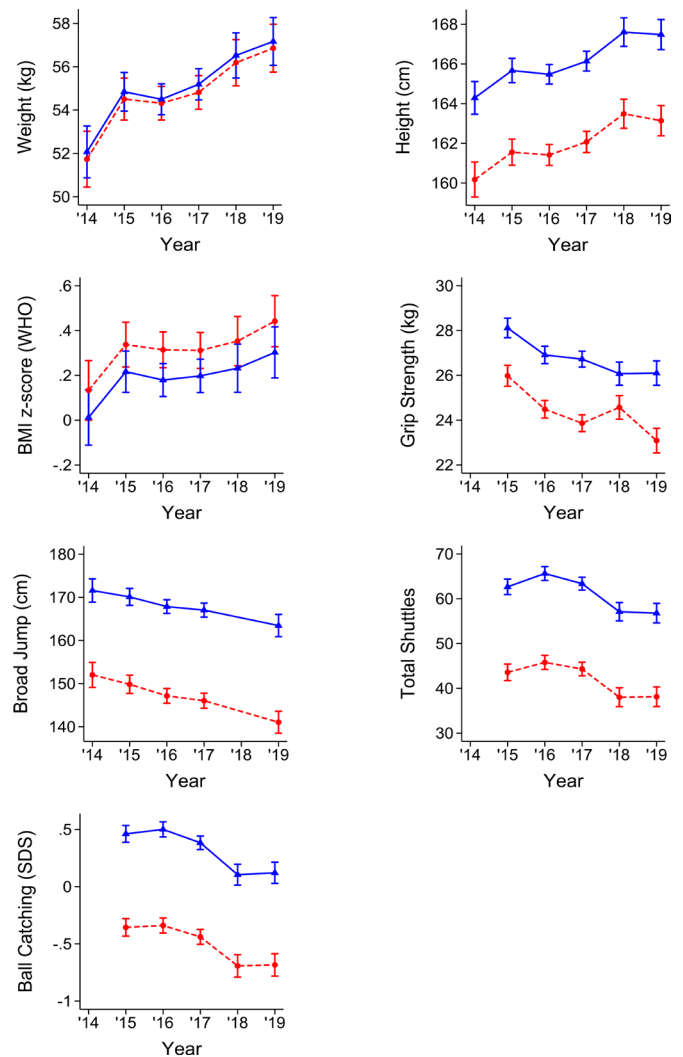 Weight (kg)
58
56
54
52
50
'14 '15 '16 '17 '18 '19
Year
Height (cm)
168
166
164
162
160
'14 '15 '16 '17 '18 '19
Year
BMI z-score (WHO)
.6
.4
.2
0
-.2
'14 '15 '16 '17 '18 '19
Year
Grip Strength (kg)
30
28
26
24
22
'14 '15 '16 '17 '18 '19
Year
Broad Jump (cm)
180
170
160
150
140
'14 '15 '16 '17 '18 '19
Year
Total Shuttles
70
60
50
40
30
'14 '15 '16 '17 '18 '19
Year
Ball Catching (SDS)
.5
0
-.5
-1
'14 '15 '16 '17 '18 '19
Year